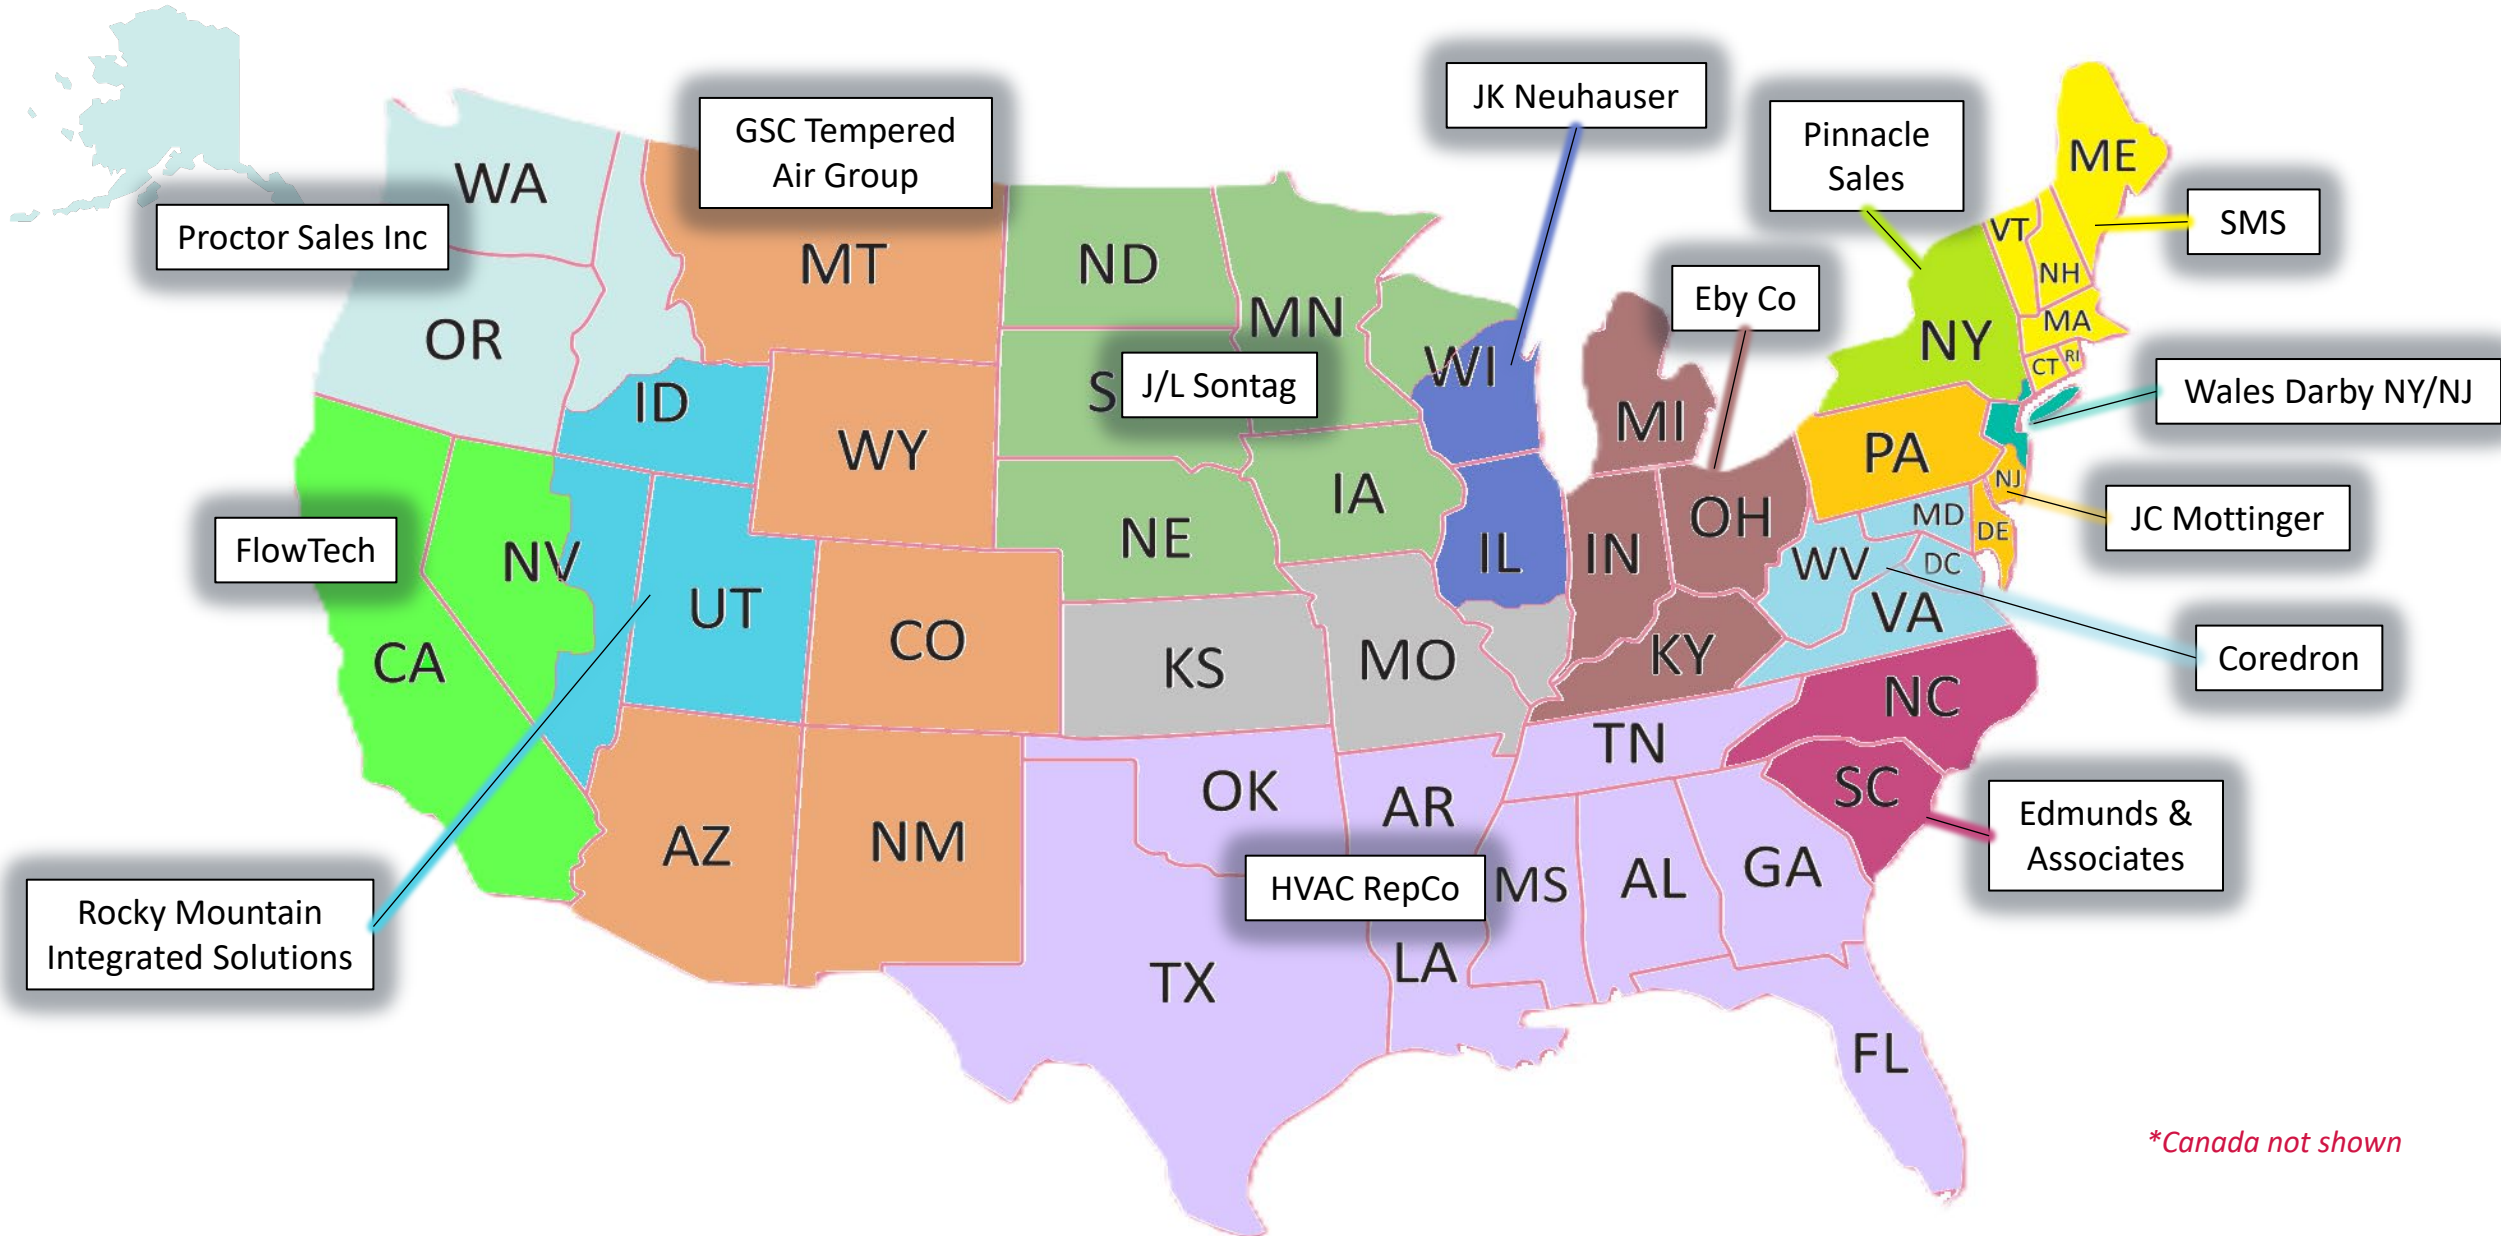 JK Neuhauser
GSC Tempered
Air Group
Pinnacle
Sales
ME
WA
SMS
Proctor Sales Inc
VT
MT
ND
NH
Eby Co
MN
MA
OR
NY
WI
CT
RI
S
J/L Sontag
Wales Darby NY/NJ
ID
MI
WY
PA
IA
NJ
OH
MD
JC Mottinger
DE
FlowTech
NE
NV
IN
IL
WV
DC
UT
VA
CO
KS
MO
KY
CA
Coredron
NC
TN
OK
AR
SC
Edmunds &
Associates
AZ
NM
GA
HVAC RepCo
MS
AL
Rocky Mountain
Integrated Solutions
LA
TX
FL
*Canada not shown